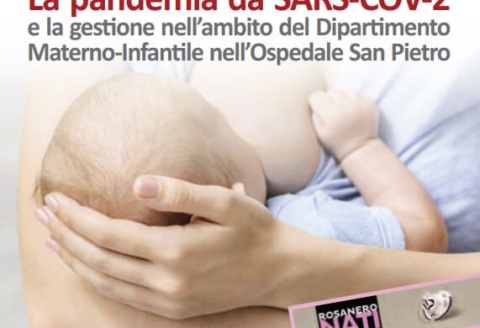 La pandemia da SARS-COV-2
e la gestione nell'ambito del Dipartimento
Materno-Infantile nell'Ospedale San Pietro
ROSANERO
NATI